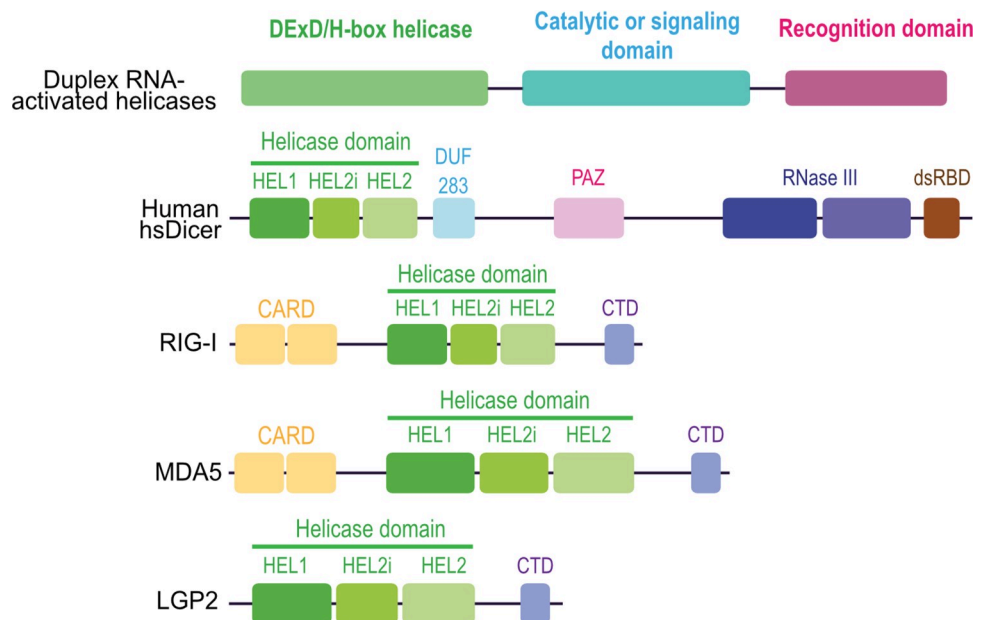 DExD/H-box helicase
Catalytic or signaling
domain
Recognition domain
Duplex RNA-
activated helicases
Helicase domain
HEL1 HEL2i HEL2
DUF
283
PAZ
RNase III
dsRBD
Human
hsDicer
Helicase domain
CARD
HEL1 HEL2i HEL2
CTD
RIG-I
Helicase domain
CARD
HEL1 HEL2i HEL2
CTD
MDA5
Helicase domain
HEL1 HEL2i HEL2
CTD
LGP2